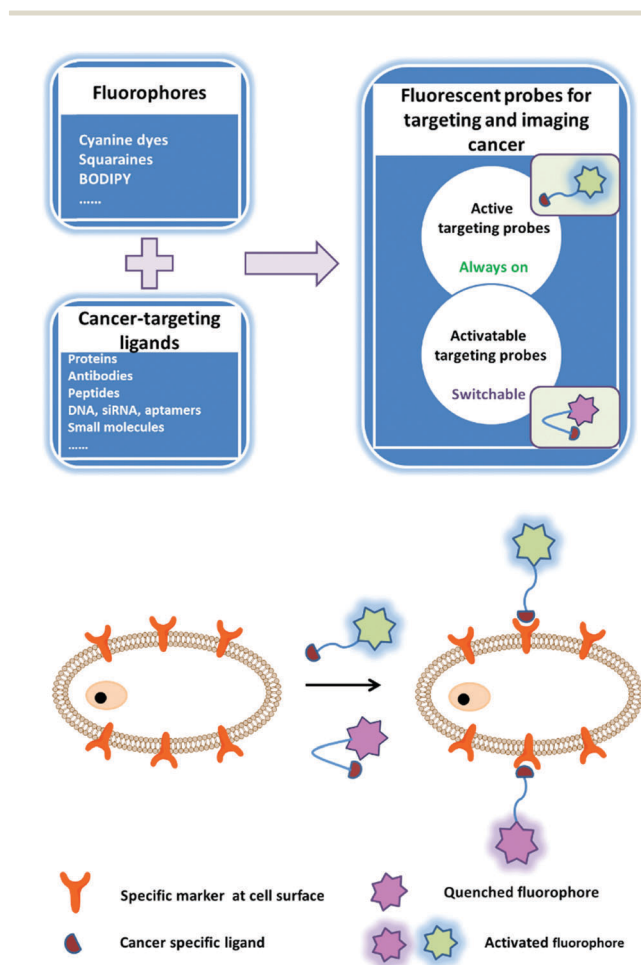 Fluorophores
Cyanine dyes
Squaraines
BODIPY
......
Cancer-targeting
ligands
Proteins
Antibodies
Peptides
DNA, siRNA, aptamers
Small molecules
......
Fluorescent probes for
targeting and imaging
cancer
Active
targeting probes
Always on
Activatable
targeting probes
Switchable
Specific marker at cell surface
Quenched fluorophore
Cancer specific ligand
Activated fluorophore